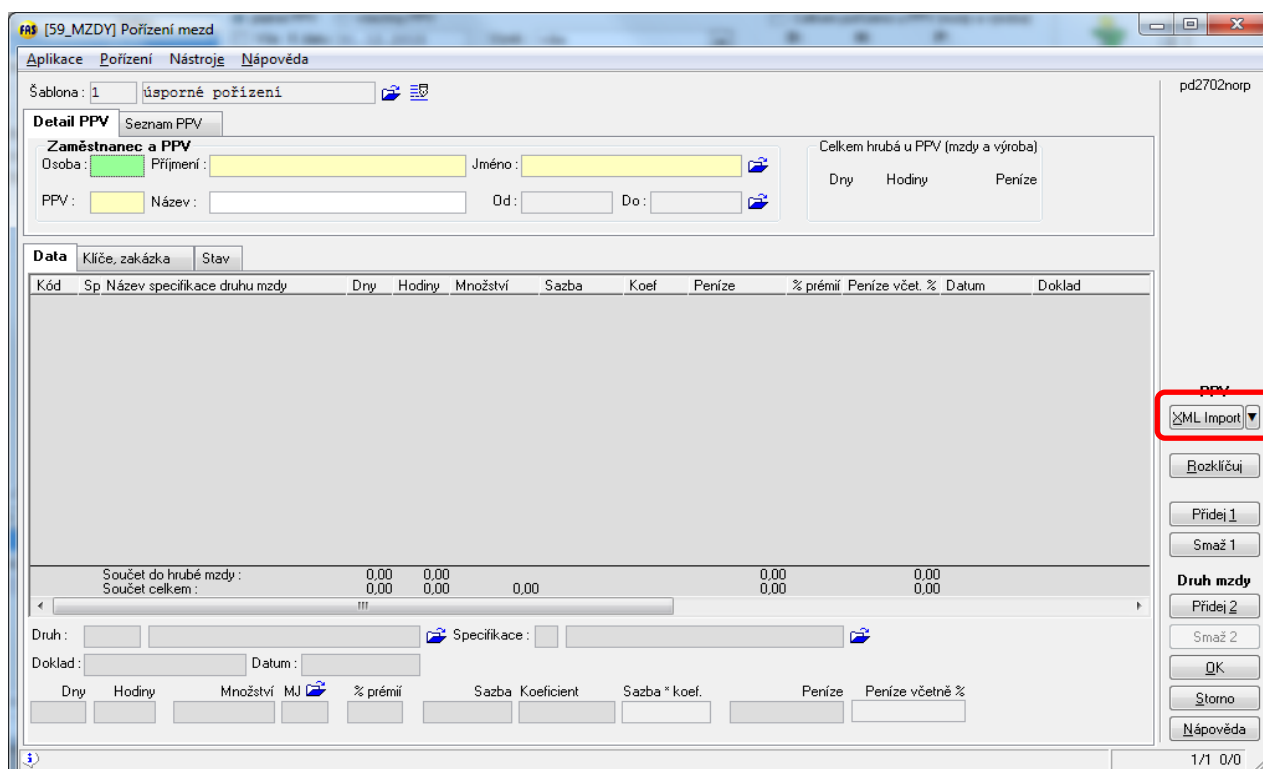 FAS [59_MZDY] Pořízení mezd
Aplikace Pořízení Nástroje Nápověda
Šablona : 1 úsporné pořízení
pd2702norp
Detail PPV Seznam PPV
Zaměstnanec a PPV
Celkem hrubá u PPV (mzdy a výroba)
Osoba : Příjmení : Jméno :
Dny Hodiny Peníze
PPV : Název : Od : Do :
Data Klíče, zakázka Stav
Kód Sp Název specifikace druhu mzdy Dny Hodiny Množství Sazba Koef Peníze % prémií Peníze včet. % Datum Doklad
PPV
XML Import
Rozklíčuj
Přidej 1
Smaž 1
Součet do hrubé mzdy : 0,00 0,00 0,00 0,00
Součet celkem : 0,00 0,00 0,00 0,00 0,00
Druh mzdy
Přidej 2
Druh : Specifikace :
Smaž 2
Doklad : Datum :
OK
Dny Hodiny Množství MJ % prémií Sazba Koeficient Sazba * koef. Peníze Peníze včetně %
Storno
Nápověda
1/1 0/0